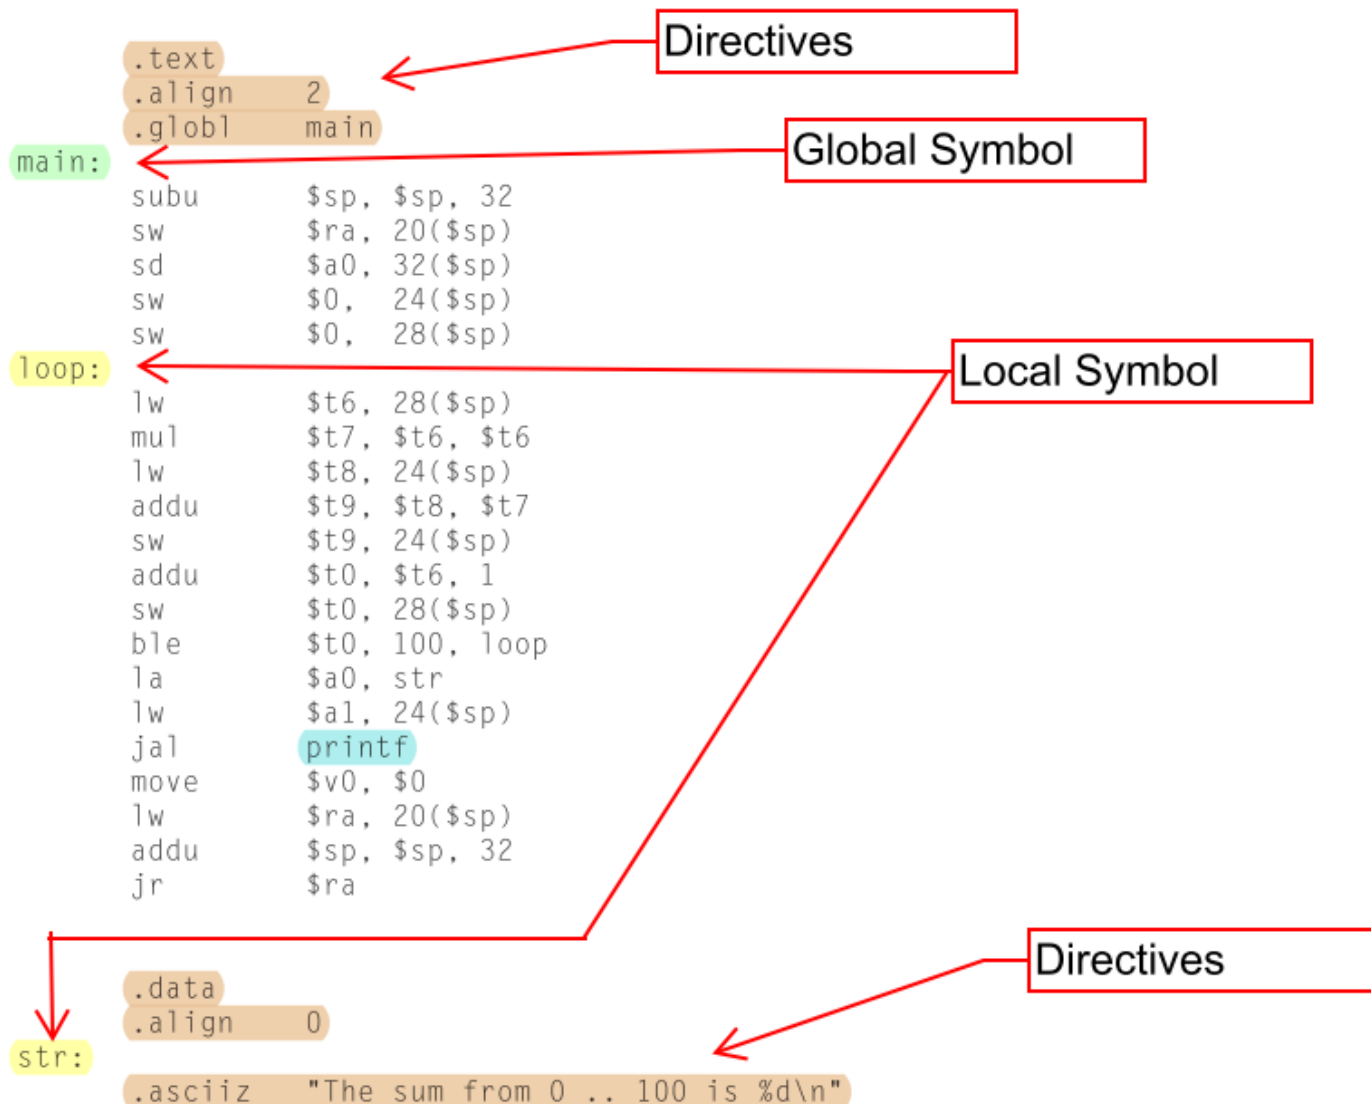 Directives
.text
.align 2
.globl main
Global Symbol
main:
subu $sp, $sp, 32
sw $ra, 20($sp)
sd $a0, 32($sp)
sw $0, 24($sp)
sw $0, 28($sp)
Local Symbol
loop:
lw $t6, 28($sp)
mul $t7, $t6, $t6
lw $t8, 24($sp)
addu $t9, $t8, $t7
sw $t9, 24($sp)
addu $t0, $t6, 1
sw $t0, 28($sp)
ble $t0, 100, loop
la $a0, str
lw $a1, 24($sp)
jal printf
move $v0, $0
lw $ra, 20($sp)
addu $sp, $sp, 32
jr $ra
Directives
.data
.align 0
str:
.asciiz "The sum from 0 .. 100 is %d\n"